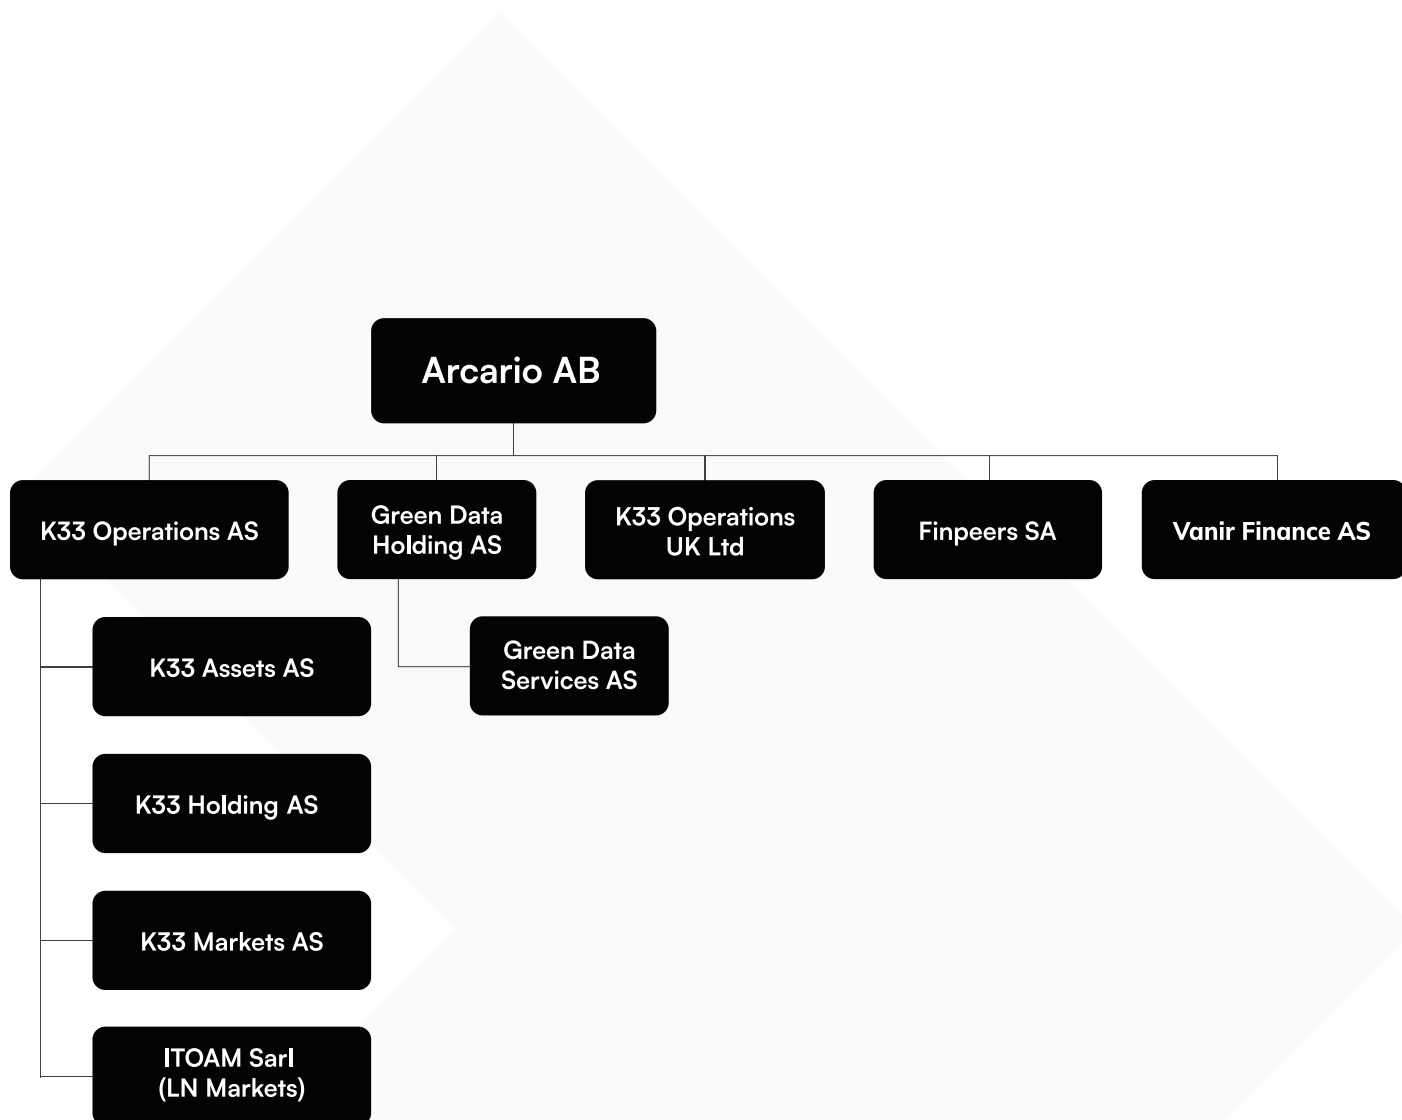 Arcario AB
K33 Operations AS
Green Data
Holding AS
K33 Operations
UK Ltd
Finpeers SA
Vanir Finance AS
K33 Assets AS
Green Data
Services AS
K33 Holding AS
K33 Markets AS
ITOAM Sarl
(LN Markets)